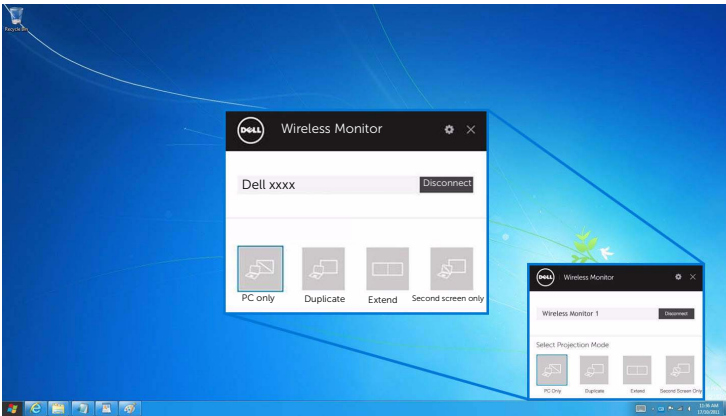 Recycle Bin
DELL Wireless Monitor
Dell xxxx Disconnect
PC only Duplicate Extend Second screen only
DELL Wireless Monitor
Wireless Monitor 1 Disconnect
Select Projection Mode
PC Only Duplicate Extend Second Screen Only